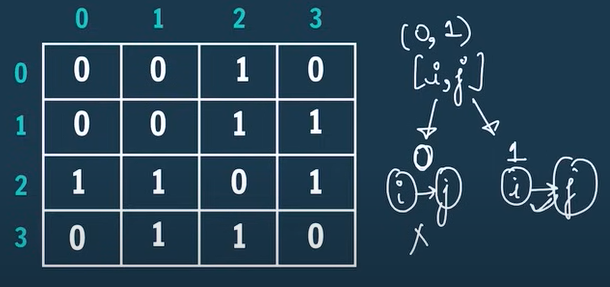 0 1 2 3
0 0 0 1 0
1 0 0 1 1
2 1 1 0 1
3 0 1 1 0
(0, 1)
[i, j]
0 1
i j i j
X